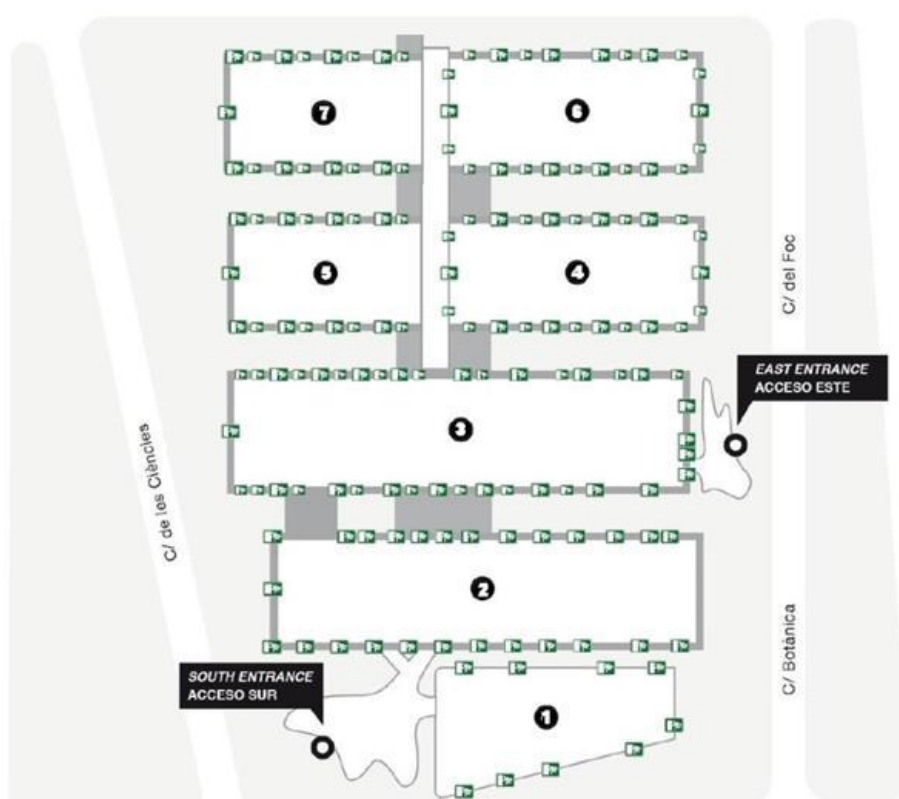 7
6
C/ del Foc
5
4
EAST ENTRANCE
ACCESO ESTE
3
C/ de les Ciències
2
C/ Botànica
SOUTH ENTRANCE
ACCESO SUR
1